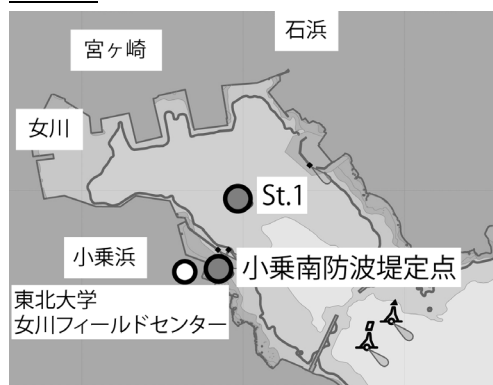 石浜
宮ヶ崎
女川
St.1
小乗浜
小乗南防波堤定点
東北大学
女川フィールドセンター